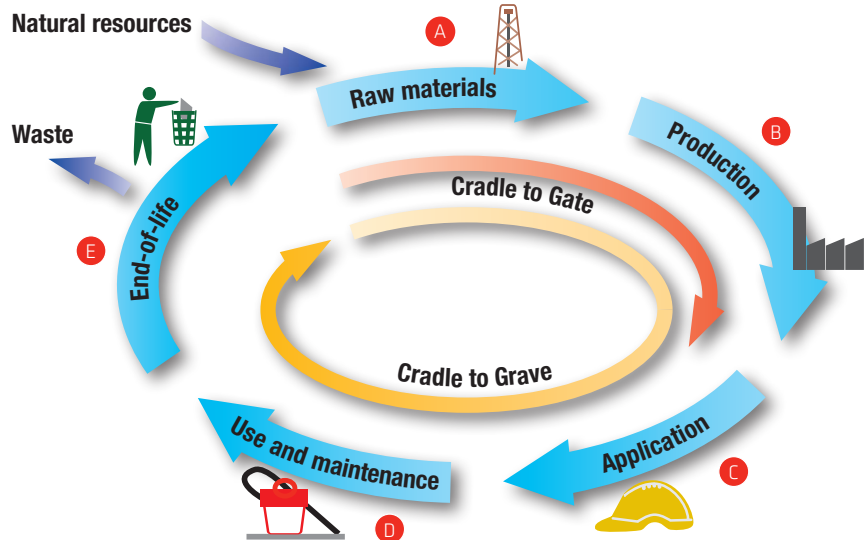 Natural resources
A
Raw materials
B
Production
Waste
Cradle to Gate
E
End-of-life
Cradle to Grave
Application
C
Use and maintenance
D